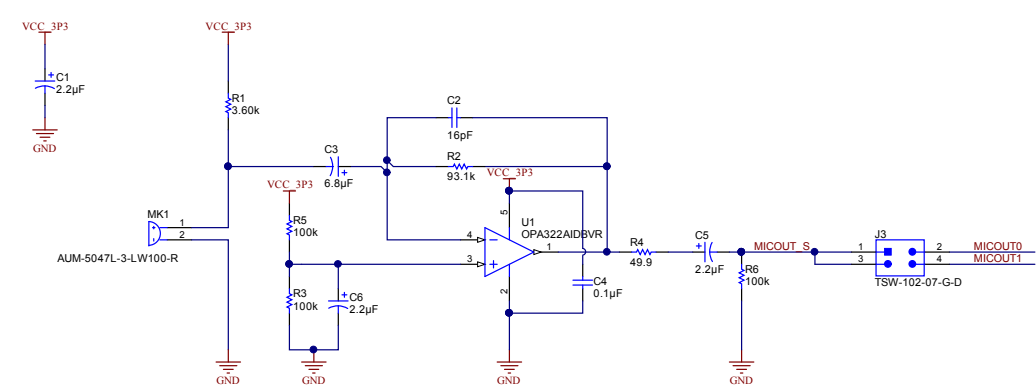 VCC_3P3
C1
2.2µF
GND
VCC_3P3
R1
3.60k
MK1
1
2
AUM-5047L-3-LW100-R
GND
C3
6.8µF
VCC_3P3
R5
100k
R3
100k
C6
2.2µF
GND
C2
16pF
R2
93.1k
VCC_3P3
U1
OPA322AIDBVR
5
4
3
1
2
C4
0.1µF
GND
R4
49.9
C5
2.2µF
R6
100k
GND
MICOUT_S
J3
1
2
3
4
TSW-102-07-G-D
MICOUT0
MICOUT1